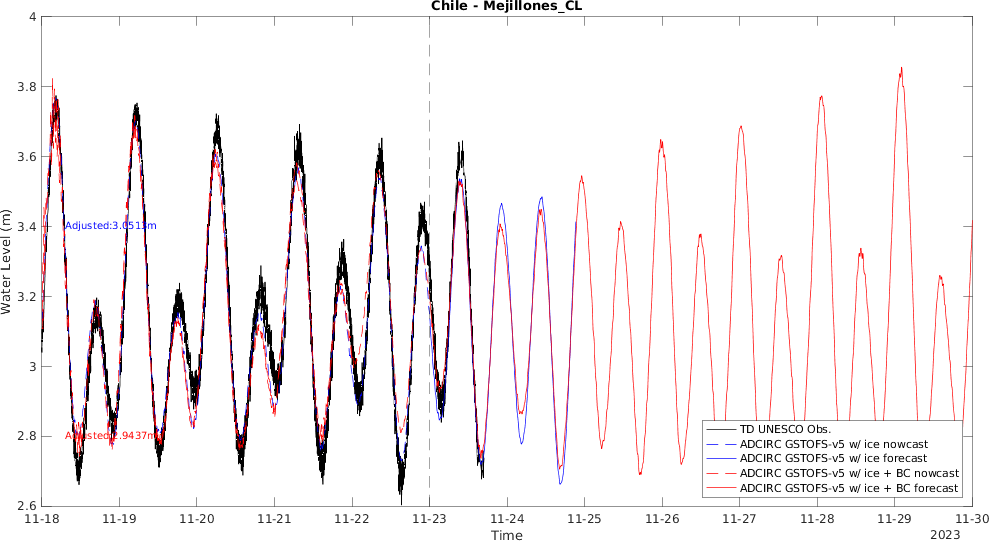 Chile - Mejillones_CL
4
3.8
3.6
3.4
3.2
3
2.8
2.6
Water Level (m)
Adjusted:3.0513m
Adjusted:2.9437m
TD UNESCO Obs.
ADCIRC GSTOFS-v5 w/ ice nowcast
ADCIRC GSTOFS-v5 w/ ice forecast
ADCIRC GSTOFS-v5 w/ ice + BC nowcast
ADCIRC GSTOFS-v5 w/ ice + BC forecast
11-18 11-19 11-20 11-21 11-22 11-23 11-24 11-25 11-26 11-27 11-28 11-29 11-30
Time
2023